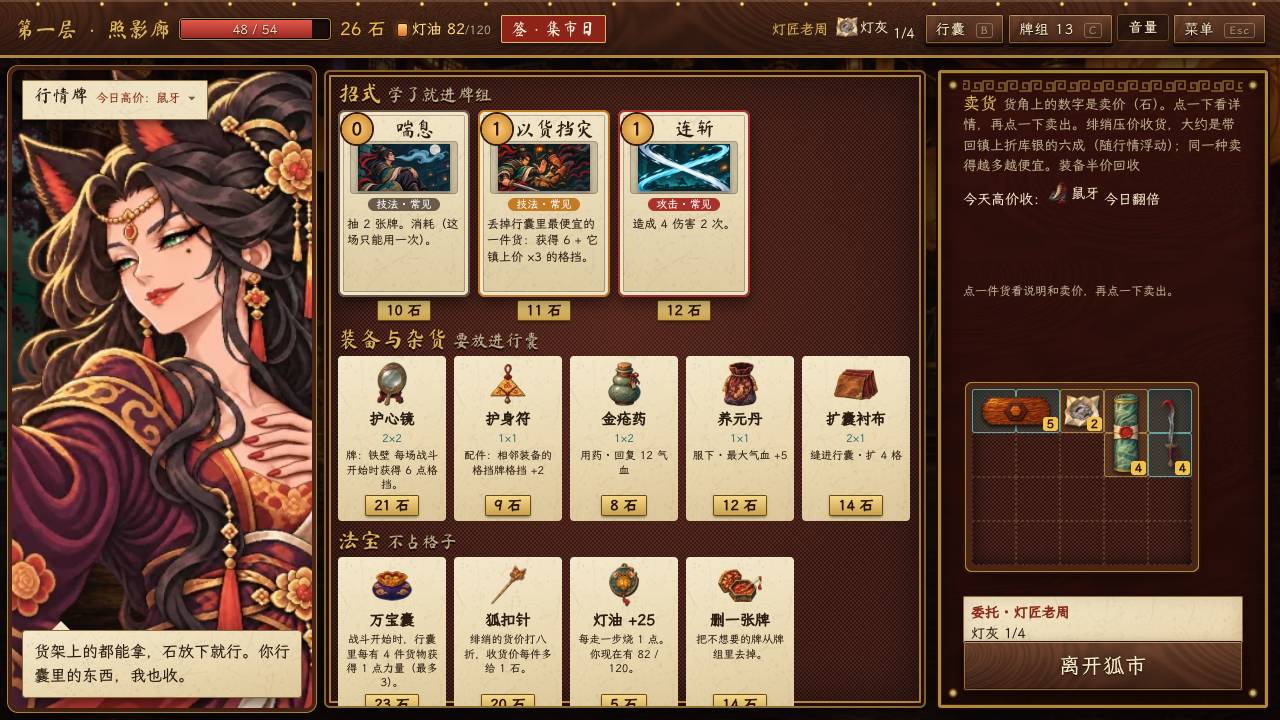 第一层 · 照影廊
48 / 54
26 石
灯油 82/120
签 · 集市日
灯匠老周 灯灰 1/4
行囊 B
牌组 13 C
音量
菜单 Esc
行情牌 今日高价：鼠牙
货架上的都能拿，石放下就行。你行
囊里的东西，我也收。
招式 学了就进牌组
0 喘息
技法·常见
抽 2 张牌。消耗（这
场只能用一次）。
10 石
1 以货挡灾
技法·常见
丢掉行囊里最便宜的
一件货：获得 6 + 它
镇上价 ×3 的格挡。
11 石
1 连斩
攻击·常见
造成 4 伤害 2 次。
12 石
装备与杂货 要放进行囊
护心镜
2×2
牌：铁壁 每场战斗
开始时获得 6 点格
挡。
21 石
护身符
1×1
配件：相邻装备的
格挡牌格挡 +2
9 石
金疮药
1×2
用药·回复 12 气
血
8 石
养元丹
1×1
服下·最大气血 +5
12 石
扩囊衬布
2×1
缝进行囊·扩 4 格
14 石
法宝 不占格子
万宝囊
战斗开始时，行囊
里每有 4 件货物获
得 1 点力量（最多
3）。
23 石
狐扣针
绯绡的货价打八
折，收货价每件多
给 1 石。
20 石
灯油 +25
每走一步烧 1 点。
你现在有 82 /
120。
5 石
删一张牌
把不想要的牌从牌
组里去掉。
14 石
卖货 货角上的数字是卖价（石）。点一下看详
情，再点一下卖出。绯绡压价收货，大约是带
回镇上折库银的六成（随行情浮动）；同一种卖
得越多越便宜。装备半价回收
今天高价收： 鼠牙 今日翻倍
点一件货看说明和卖价，再点一下卖出。
5
2
4
4
委托·灯匠老周
灯灰 1/4
离开狐市